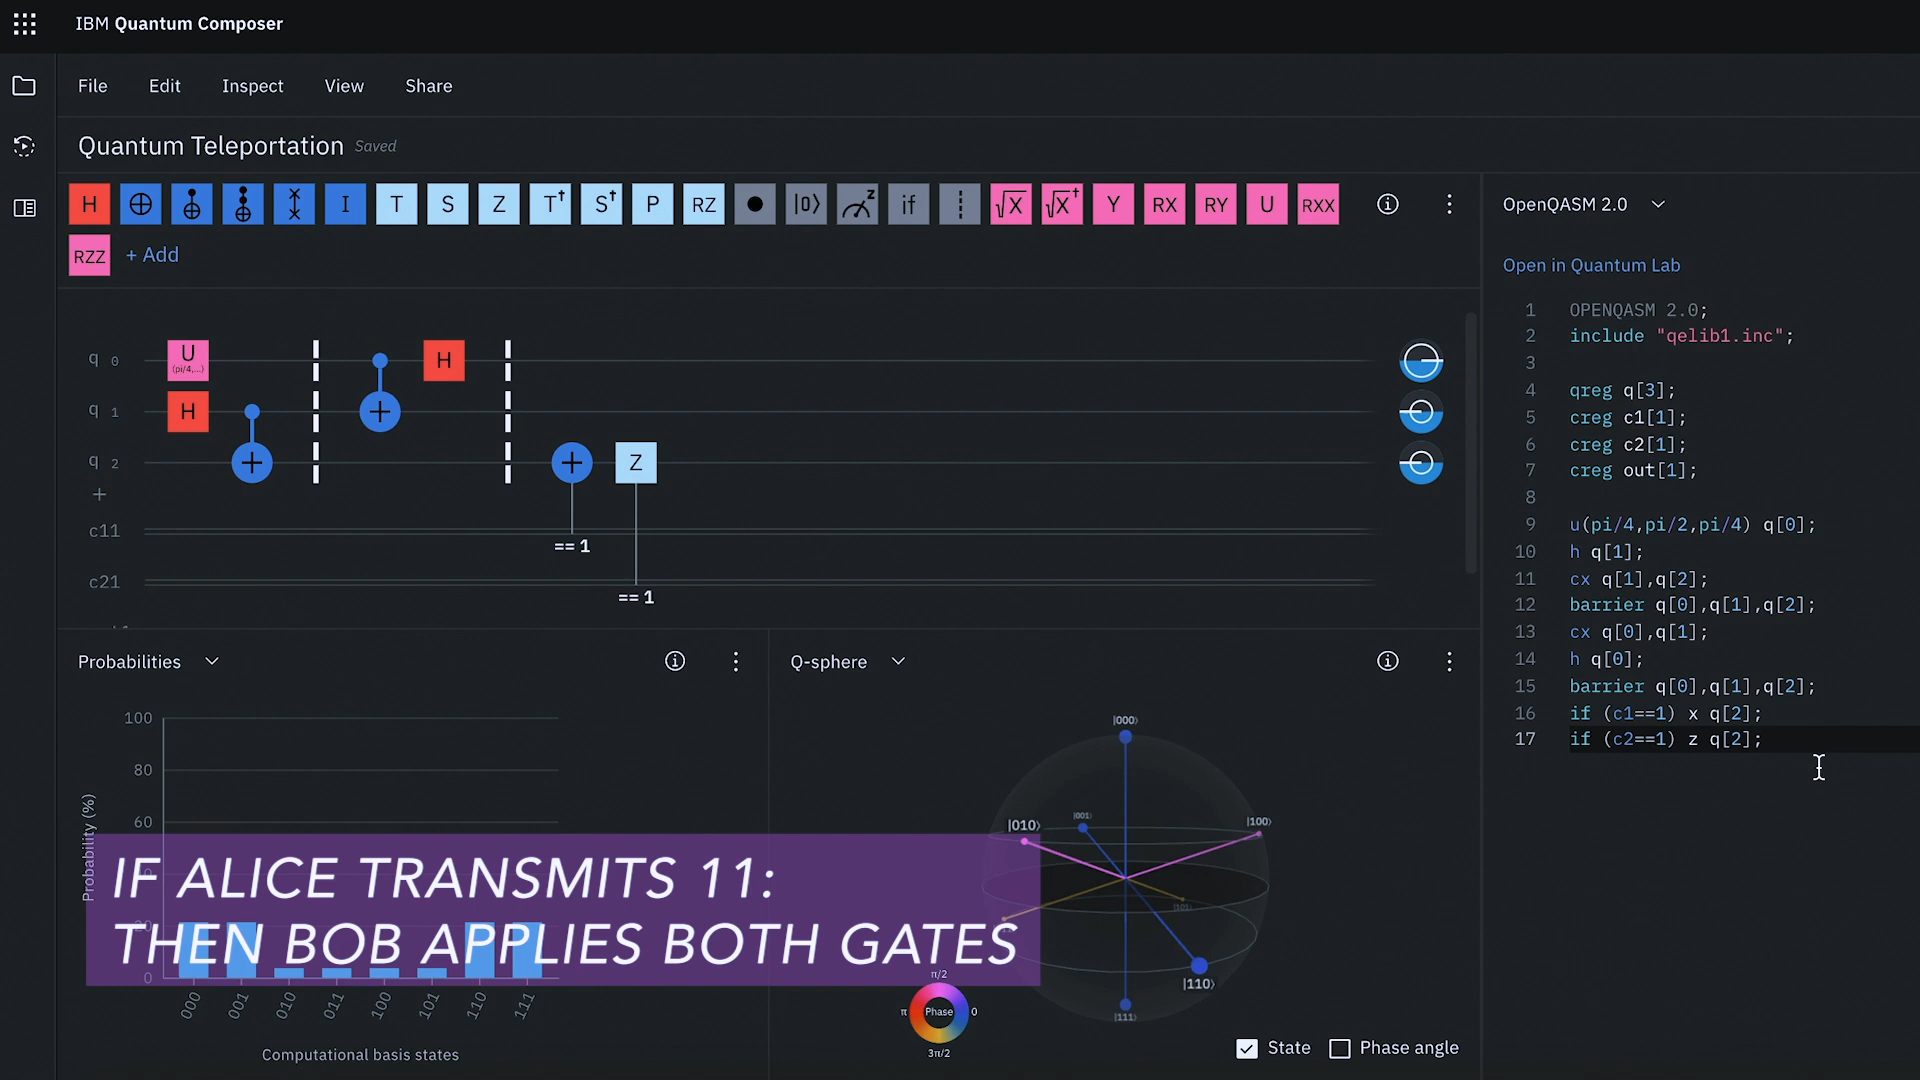 IBM Quantum Composer
File Edit Inspect View Share
Quantum Teleportation Saved
H I T S Z T† S† P RZ |0⟩ z if √X √X† Y RX RY U RXX
RZZ + Add
OpenQASM 2.0
Open in Quantum Lab
1 OPENQASM 2.0;
2 include "qelib1.inc";
3
4 qreg q[3];
5 creg c1[1];
6 creg c2[1];
7 creg out[1];
8
9 u(pi/4,pi/2,pi/4) q[0];
10 h q[1];
11 cx q[1],q[2];
12 barrier q[0],q[1],q[2];
13 cx q[0],q[1];
14 h q[0];
15 barrier q[0],q[1],q[2];
16 if (c1==1) x q[2];
17 if (c2==1) z q[2];
q 0 U H
(pi/4,...)
q 1 H
q 2 Z
+
c11
== 1
c21
== 1
Probabilities
Q-sphere
100
80
60
20
0
Probability (%)
000 001 010 011 100 101 110 111
Computational basis states
IF ALICE TRANSMITS 11:
THEN BOB APPLIES BOTH GATES
|000⟩
|010⟩ |001⟩ |100⟩
|101⟩
|110⟩
|111⟩
π/2
π Phase 0
3π/2
State Phase angle